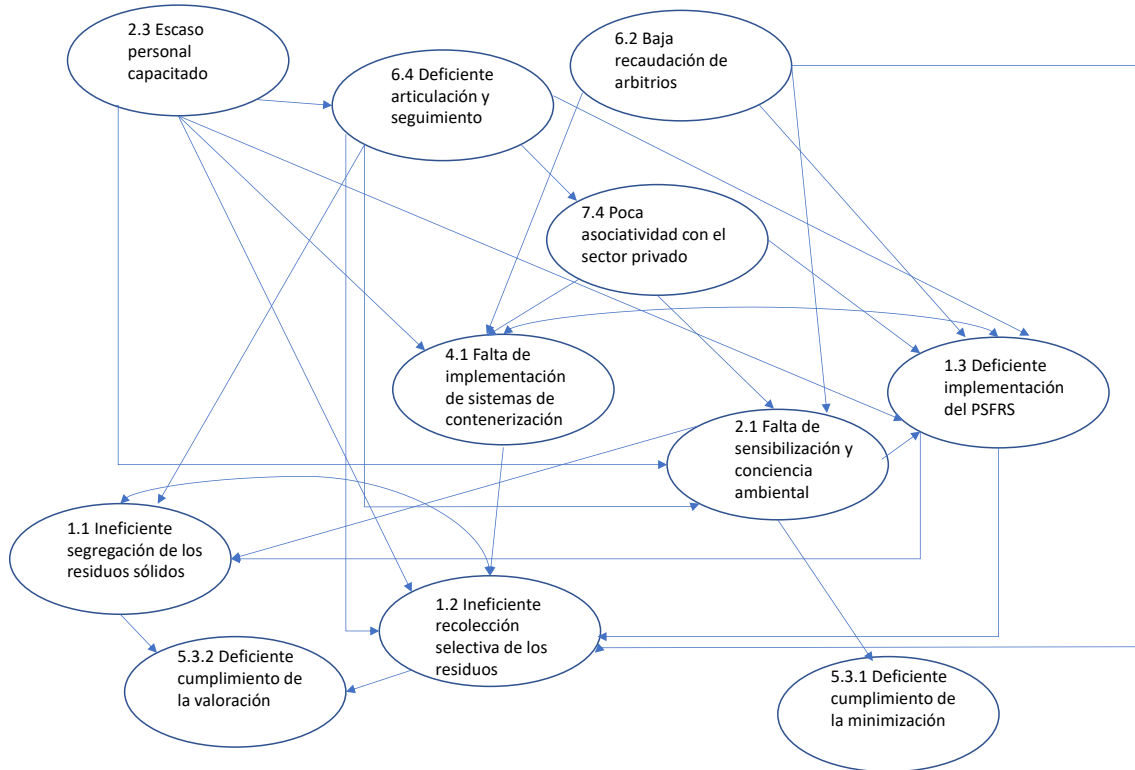 2.3 Escaso
personal
capacitado
6.2 Baja
recaudación de
arbitrios
6.4 Deficiente
articulación y
seguimiento
7.4 Poca
asociatividad con el
sector privado
4.1 Falta de
implementación
de sistemas de
contenerización
1.3 Deficiente
implementación
del PSFRS
2.1 Falta de
sensibilización y
conciencia
ambiental
1.1 Ineficiente
segregación de los
residuos sólidos
1.2 Ineficiente
recolección
selectiva de los
residuos
5.3.2 Deficiente
cumplimiento de
la valoración
5.3.1 Deficiente
cumplimiento de
la minimización